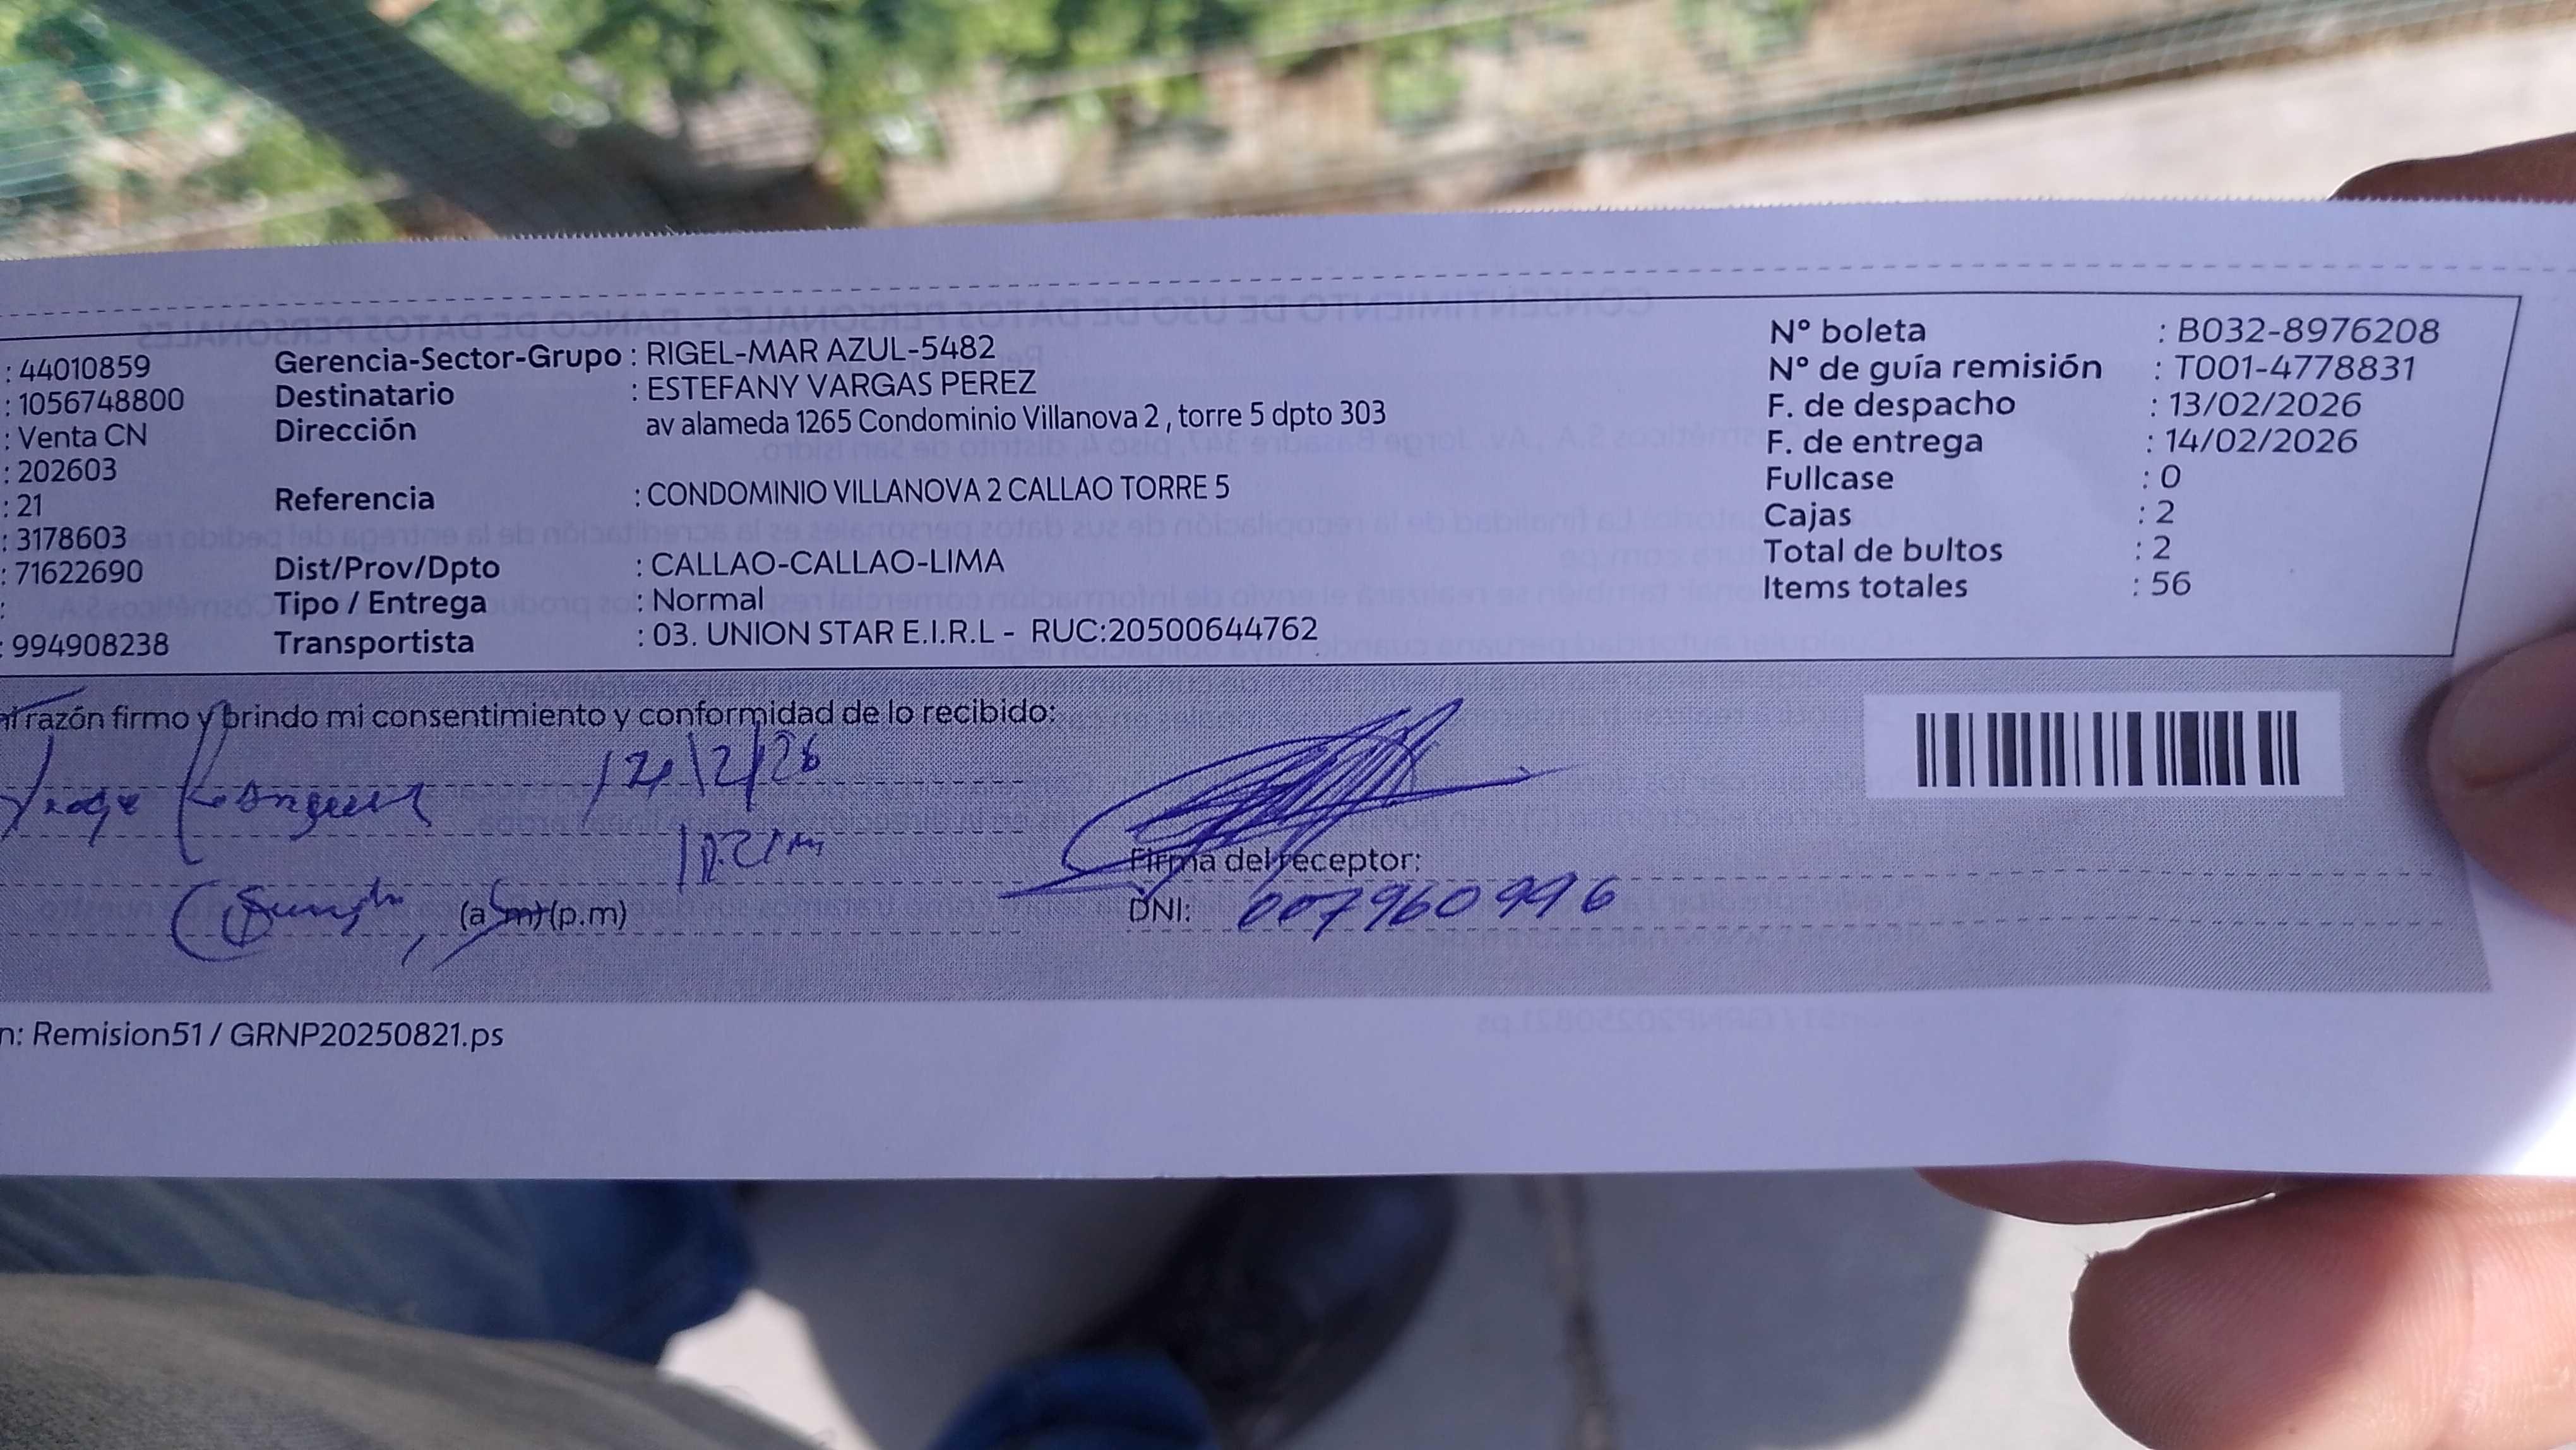 : 44010859
: 1056748800
: Venta CN
: 202603
: 21
: 3178603
: 71622690
:
: 994908238
Gerencia-Sector-Grupo : RIGEL-MAR AZUL-5482
Destinatario : ESTEFANY VARGAS PEREZ
Dirección av alameda 1265 Condominio Villanova 2 , torre 5 dpto 303
Referencia : CONDOMINIO VILLANOVA 2 CALLAO TORRE 5
Dist/Prov/Dpto : CALLAO-CALLAO-LIMA
Tipo / Entrega : Normal
Transportista : 03. UNION STAR E.I.R.L - RUC:20500644762
N° boleta : B032-8976208
N° de guía remisión : T001-4778831
F. de despacho : 13/02/2026
F. de entrega : 14/02/2026
Fullcase : 0
Cajas : 2
Total de bultos : 2
Items totales : 56
razón firmo y brindo mi consentimiento y conformidad de lo recibido:
(a.m) (p.m)
Firma del receptor:
DNI: 007960996
n: Remision51 / GRNP20250821.ps